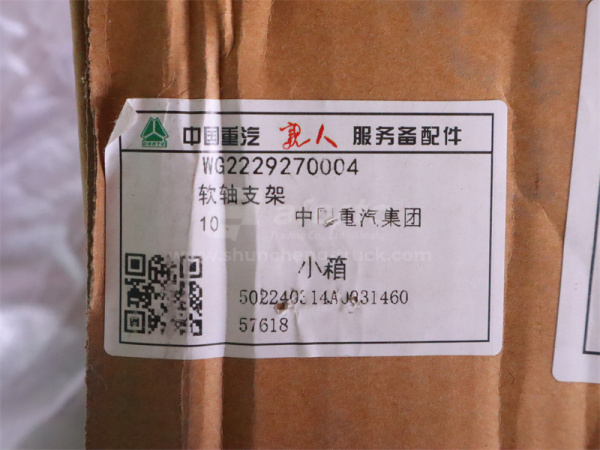 中国重汽 亲人 服务备配件
WG2229270004
软轴支架
10 中国重汽集团
小箱
57618